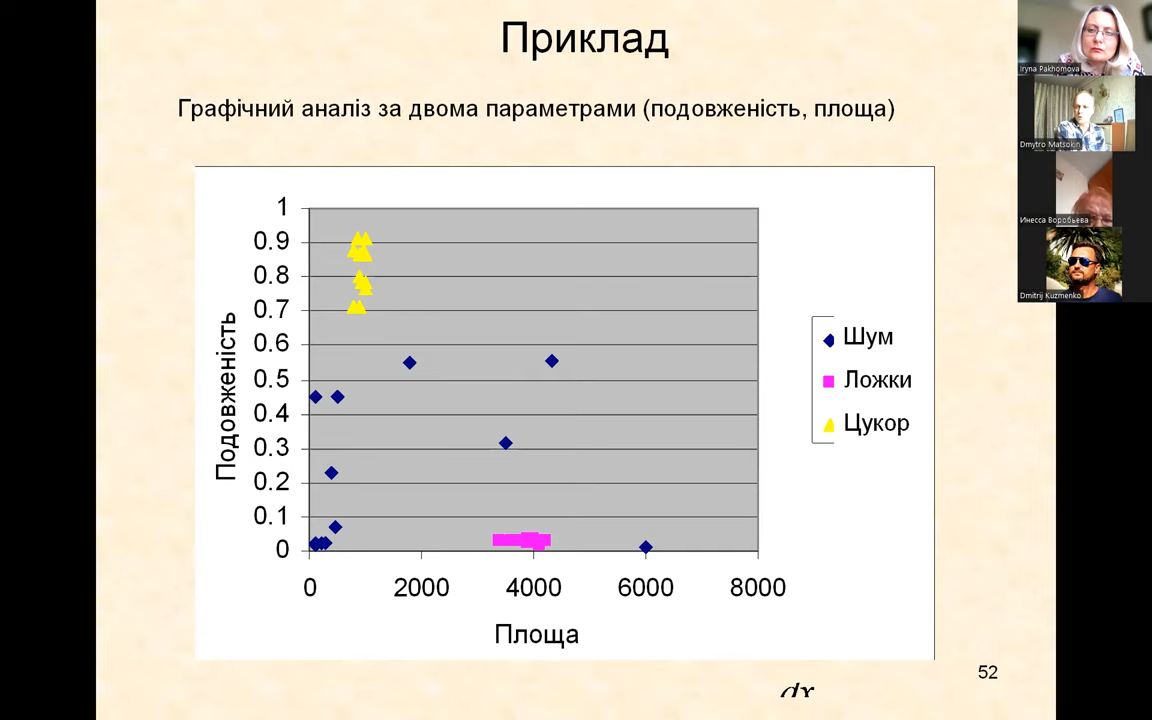 Приклад
Графічний аналіз за двома параметрами (подовженість, площа)
1
0.9
0.8
0.7
0.6
0.5
0.4
0.3
0.2
0.1
0
Подовженість
0 2000 4000 6000 8000
Площа
Шум
Ложки
Цукор
52
dx
Iryna Pakhomova
Dmytro Matsokin
Инесса Воробьева
Dmitrij Kuzmenko